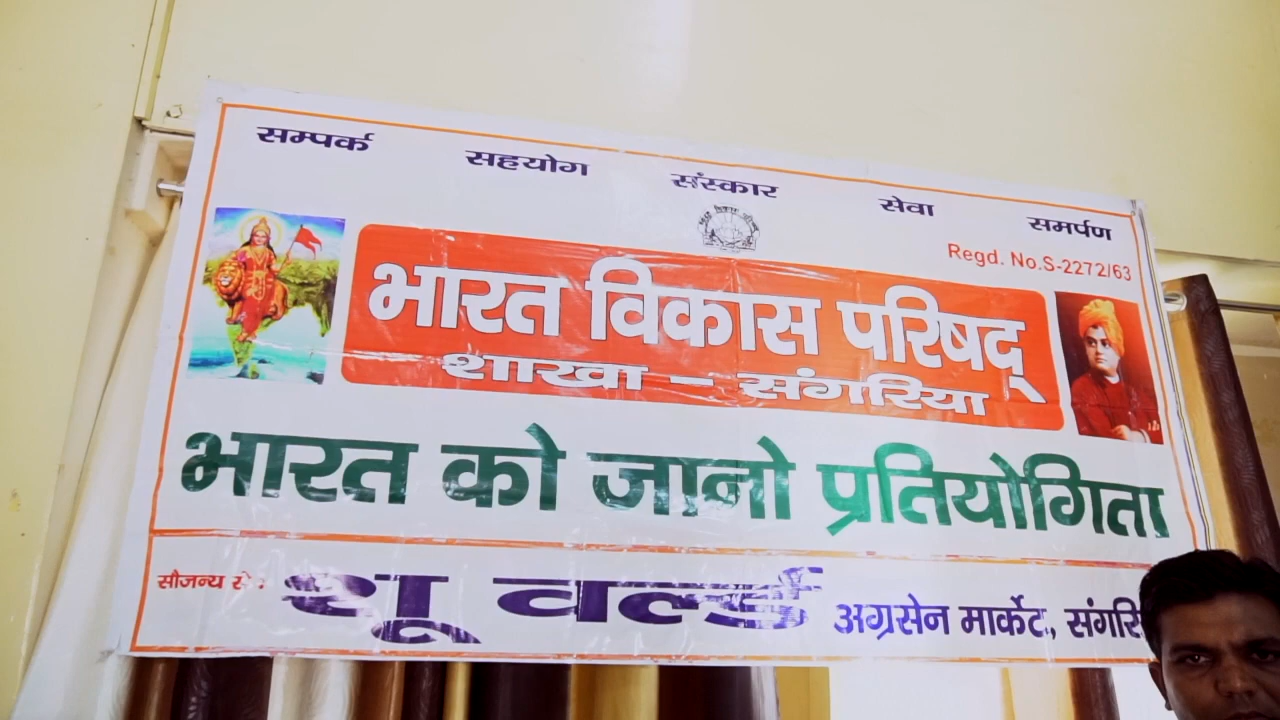 सम्पर्क सहयोग संस्कार सेवा समर्पण
Regd. No.S-2272/63
भारत विकास परिषद्
शाखा - संगरिया
भारत को जानो प्रतियोगिता
सौजन्य से :
शू वर्ल्ड अग्रसेन मार्केट, संगरि